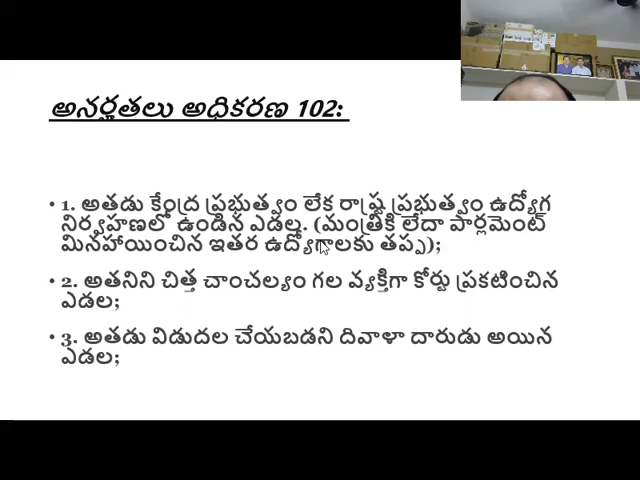 అనర్హతలు అధికరణ 102:
• 1. అతడు కేంద్ర ప్రభుత్వం లేక రాష్ట్ర ప్రభుత్వం ఉద్యోగ
నిర్వహణలో ఉండిన ఎడల. (మంత్రికి లేదా పార్లమెంట్
మినహాయించిన ఇతర ఉద్యోగాలకు తప్ప);
• 2. అతనిని చిత్త చాంచల్యం గల వ్యక్తిగా కోర్టు ప్రకటించిన
ఎడల;
• 3. అతడు విడుదల చేయబడని దివాళా దారుడు అయిన
ఎడల;